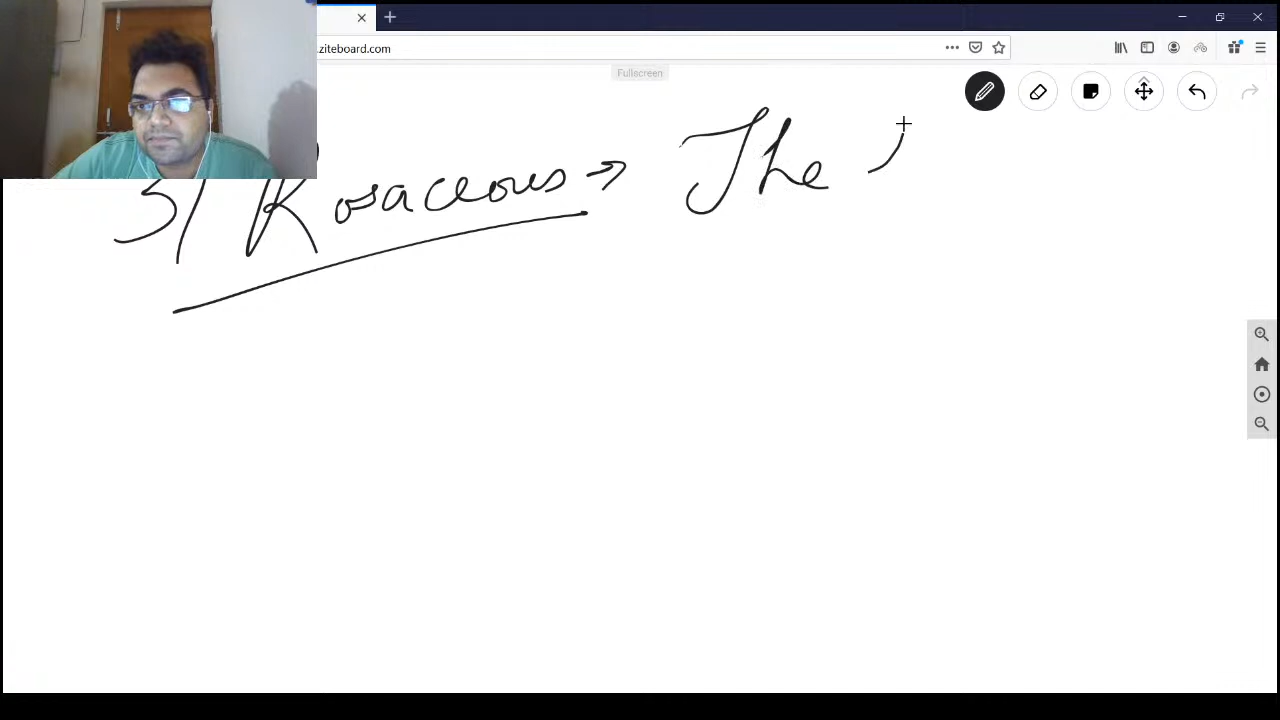 .ziteboard.com
Fullscreen
5) Rosaceous → The